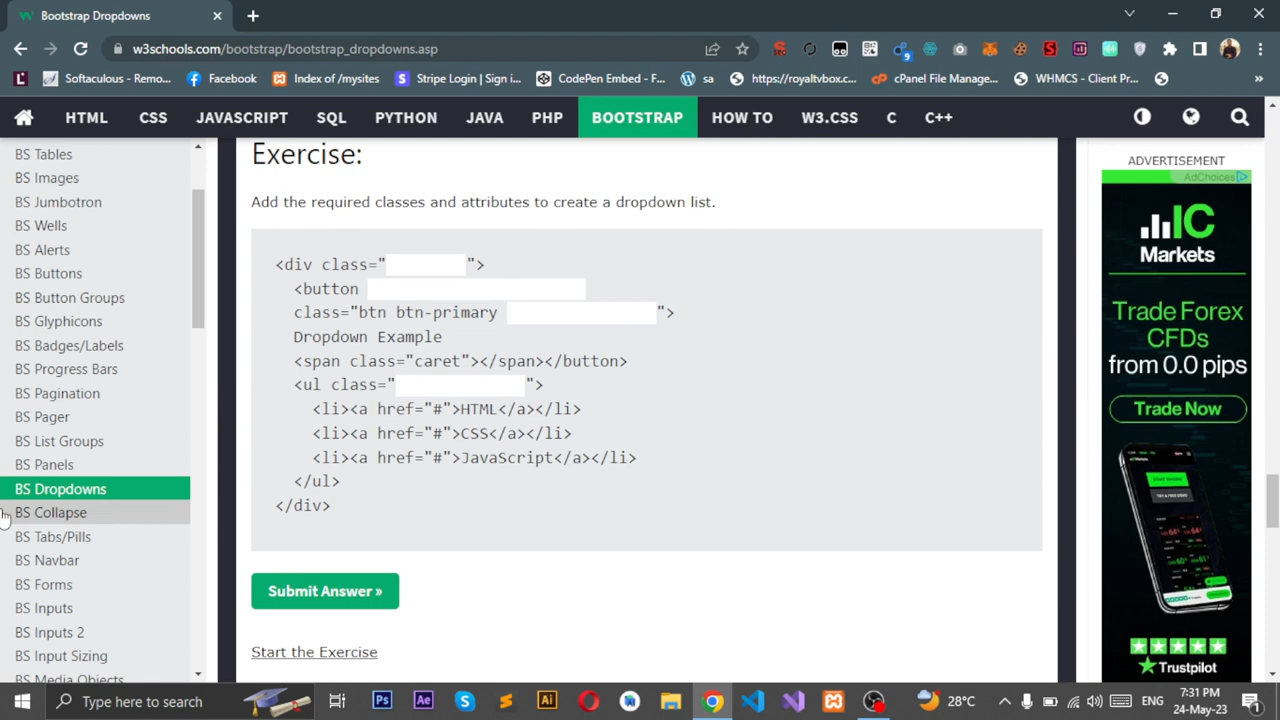 Bootstrap Dropdowns
w3schools.com/bootstrap/bootstrap_dropdowns.asp
9
Softaculous - Remo...
Facebook
Index of /mysites
Stripe Login | Sign i...
CodePen Embed - F...
sa
https://royaltvbox.c...
cPanel File Manage...
WHMCS - Client Pr...
HTML
CSS
JAVASCRIPT
SQL
PYTHON
JAVA
PHP
BOOTSTRAP
HOW TO
W3.CSS
C
C++
BS Tables
BS Images
BS Jumbotron
BS Wells
BS Alerts
BS Buttons
BS Button Groups
BS Glyphicons
BS Badges/Labels
BS Progress Bars
BS Pagination
BS Pager
BS List Groups
BS Panels
BS Dropdowns
BS Collapse
BS Tabs/Pills
BS Navbar
BS Forms
BS Inputs
BS Inputs 2
BS Input Sizing
BS Media Objects
Exercise:
Add the required classes and attributes to create a dropdown list.
<div class="          ">
<button
class="btn btn-primary                 ">
Dropdown Example
<span class="caret"></span></button>
<ul class="               ">
<li><a href="#">HTML</a></li>
<li><a href="#">CSS</a></li>
<li><a href="#">JavaScript</a></li>
</ul>
</div>
Submit Answer »
Start the Exercise
ADVERTISEMENT
AdChoices
IC
Markets
Trade Forex
CFDs
from 0.0 pips
Trade Now
Trustpilot
Type here to search
28°C
ENG
7:31 PM
24-May-23
1